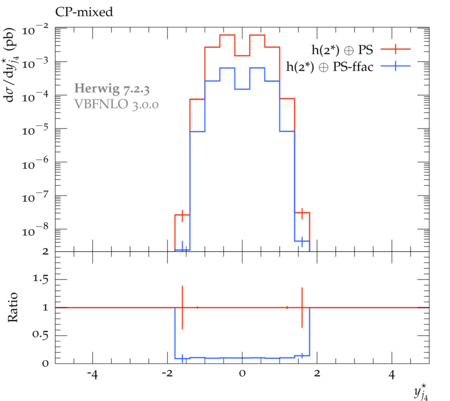 CP-mixed
dσ/dy*j4 (pb)
10⁻²
10⁻³
10⁻⁴
10⁻⁵
10⁻⁶
10⁻⁷
10⁻⁸
h(2*) ⊕ PS
h(2*) ⊕ PS-ffac
Herwig 7.2.3
VBFNLO 3.0.0
Ratio
2
1.5
1
0.5
0
-4 -2 0 2 4
y*j4